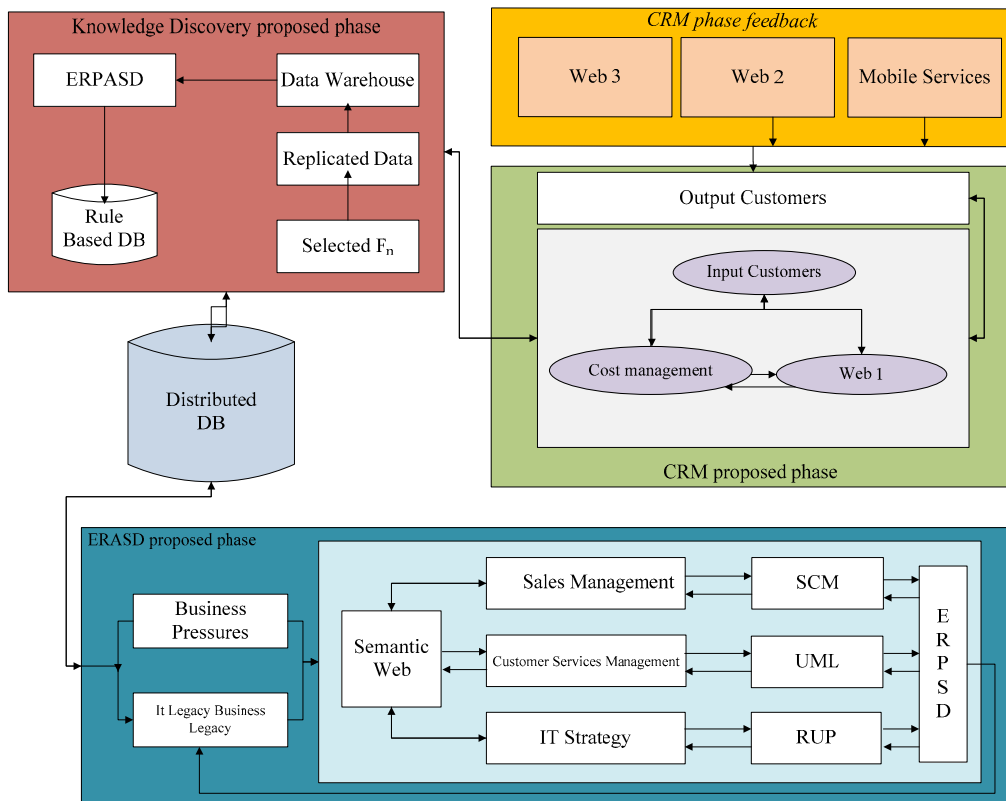 Knowledge Discovery proposed phase
ERPASD
Data Warehouse
Replicated Data
Selected Fn
Rule
Based DB
CRM phase feedback
Web 3
Web 2
Mobile Services
Output Customers
Input Customers
Cost management
Web 1
CRM proposed phase
Distributed
DB
ERASD proposed phase
Business
Pressures
It Legacy Business
Legacy
Semantic
Web
Sales Management
SCM
Customer Services Management
UML
IT Strategy
RUP
E
R
P
S
D